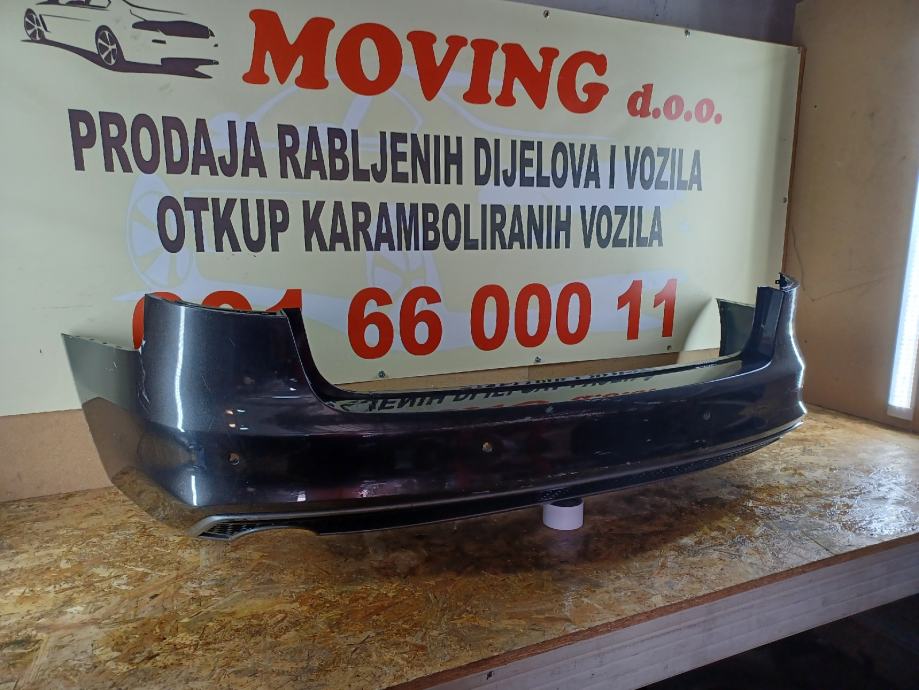 MOVING d.o.o.
PRODAJA RABLJENIH DIJELOVA I VOZILA
OTKUP KARAMBOLIRANIH VOZILA
66 000 11